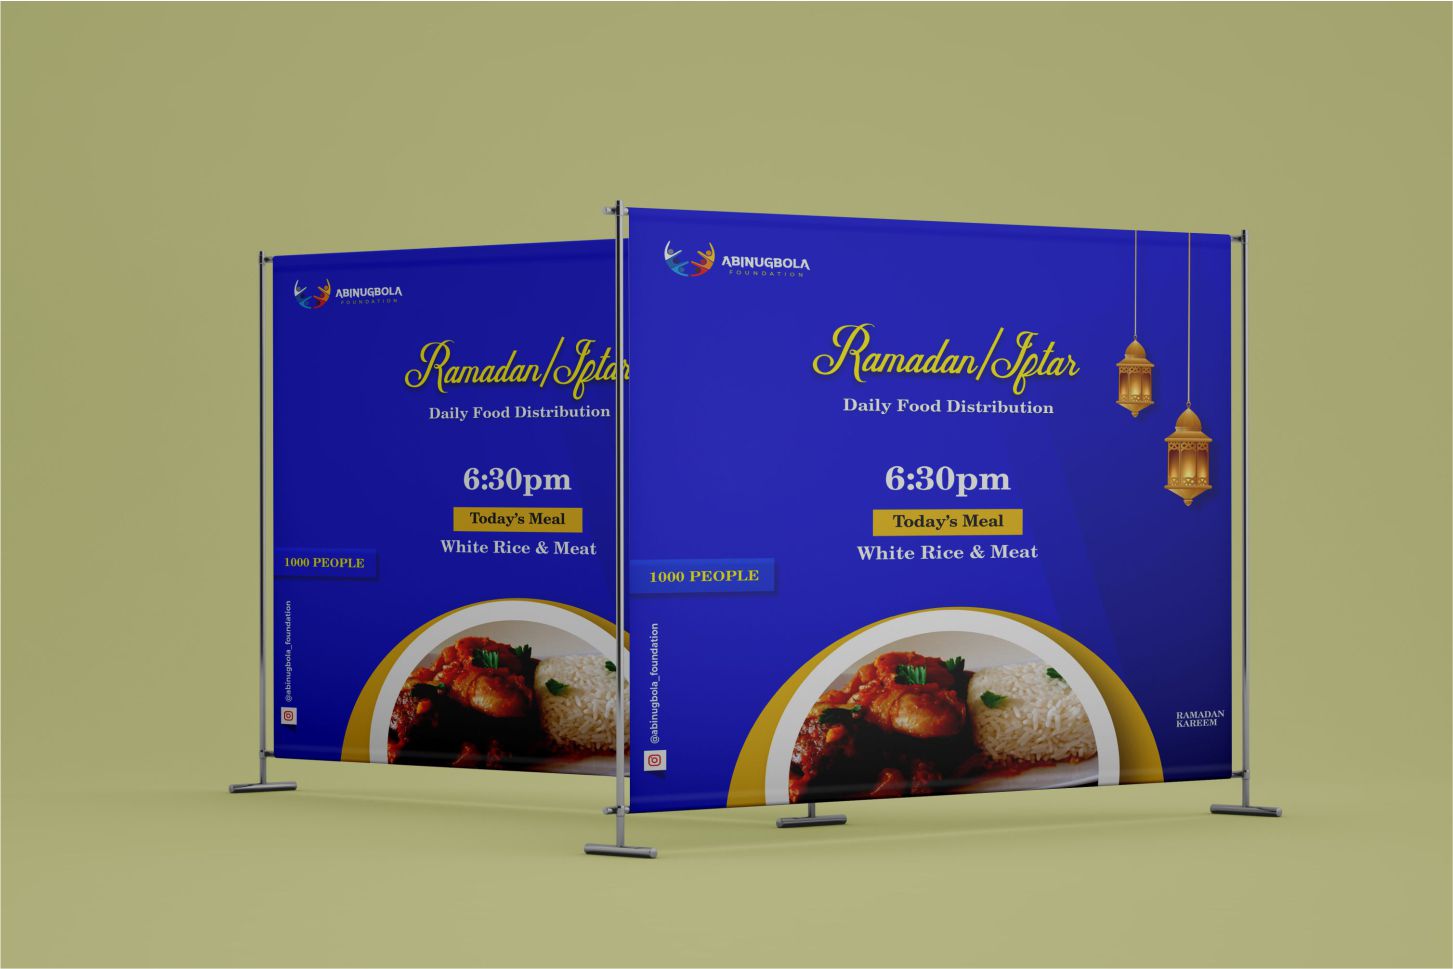 ABINUGBOLA
FOUNDATION
Ramadan/Iftar
Daily Food Distribution
6:30pm
Today's Meal
White Rice & Meat
1000 PEOPLE
@abinugbola_foundation
ABINUGBOLA
FOUNDATION
Ramadan/Iftar
Daily Food Distribution
6:30pm
Today's Meal
White Rice & Meat
1000 PEOPLE
@abinugbola_foundation
RAMADAN
KAREEM